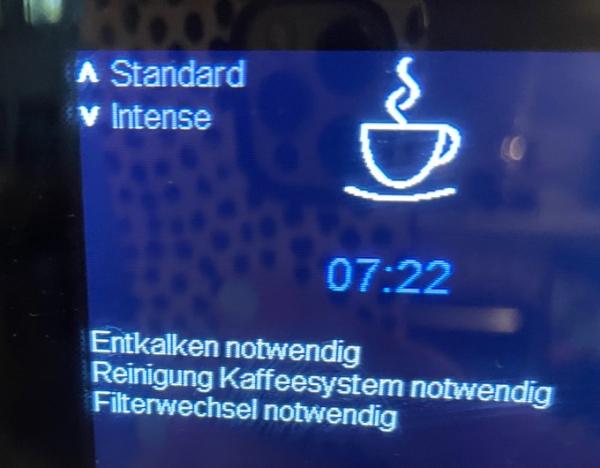 Standard
Intense
07:22
Entkalken notwendig
Reinigung Kaffeesystem notwendig
Filterwechsel notwendig